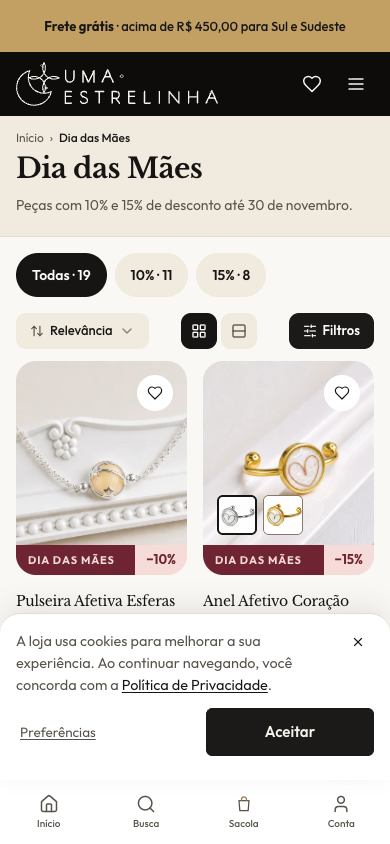 Frete grátis · acima de R$ 450,00 para Sul e Sudeste
UMA
ESTRELINHA
Início › Dia das Mães
Dia das Mães
Peças com 10% e 15% de desconto até 30 de novembro.
Todas · 19
10% · 11
15% · 8
Relevância
Filtros
DIA DAS MÃES
−10%
DIA DAS MÃES
−15%
Pulseira Afetiva Esferas
Anel Afetivo Coração
A loja usa cookies para melhorar a sua
experiência. Ao continuar navegando, você
concorda com a Política de Privacidade.
Preferências
Aceitar
Início
Busca
Sacola
Conta